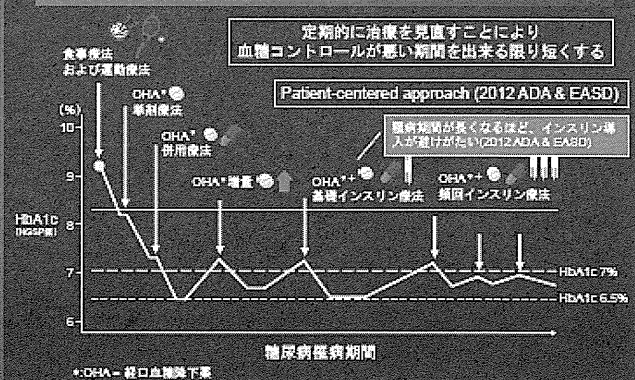 定期的に治療を見直すことにより
血糖コントロールが悪い期間を出来る限り短くする
食事療法
および運動療法
Patient-centered approach (2012 ADA & EASD)
OHA*
単剤療法
(%)
罹病期間が長くなるほど、インスリン導
入が避けがたい(2012 ADA & EASD)
OHA*
併用療法
OHA*増量
OHA*+
基礎インスリン療法
OHA*+
頻回インスリン療法
10
9
8
7
6
HbA1c
(NGSP値)
HbA1c 7%
HbA1c 6.5%
糖尿病罹病期間
*:OHA = 経口血糖降下薬